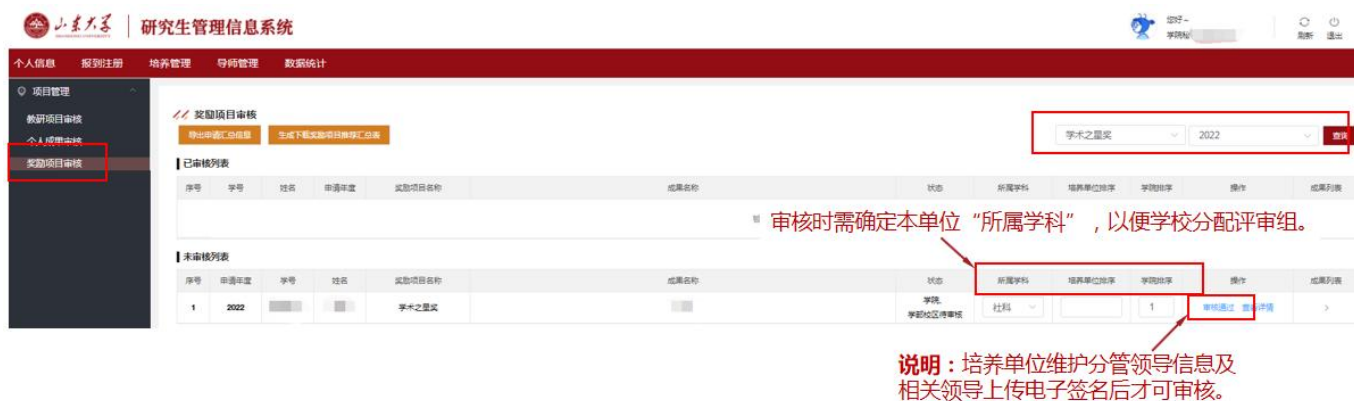 山东大学 研究生管理信息系统
您好~
学院秘
刷新 退出
个人信息 报到注册 培养管理 导师管理 数据统计
项目管理
教研项目审核
个人成果审核
奖励项目审核
奖励项目审核
导出申请汇总信息 生成下载奖励项目推荐汇总表
学术之星奖 2022 查询
已审核列表
序号 学号 姓名 申请年度 奖励项目名称 成果名称 状态 所属学科 培养单位排序 学院排序 操作 成果列表
审核时需确定本单位“所属学科”，以便学校分配评审组。
未审核列表
序号 申请年度 学号 姓名 奖励项目名称 成果名称 状态 所属学科 培养单位排序 学院排序 操作 成果列表
1 2022 学术之星奖 学院, 学部校区待审核 社科 1 审核通过 查看详情
说明：培养单位维护分管领导信息及
相关领导上传电子签名后才可审核。